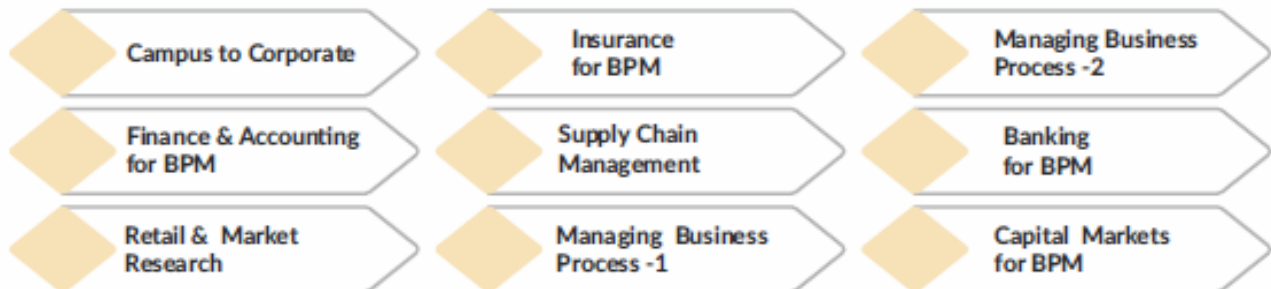 Campus to Corporate
Insurance
for BPM
Managing Business
Process -2
Finance & Accounting
for BPM
Supply Chain
Management
Banking
for BPM
Retail & Market
Research
Managing Business
Process -1
Capital Markets
for BPM